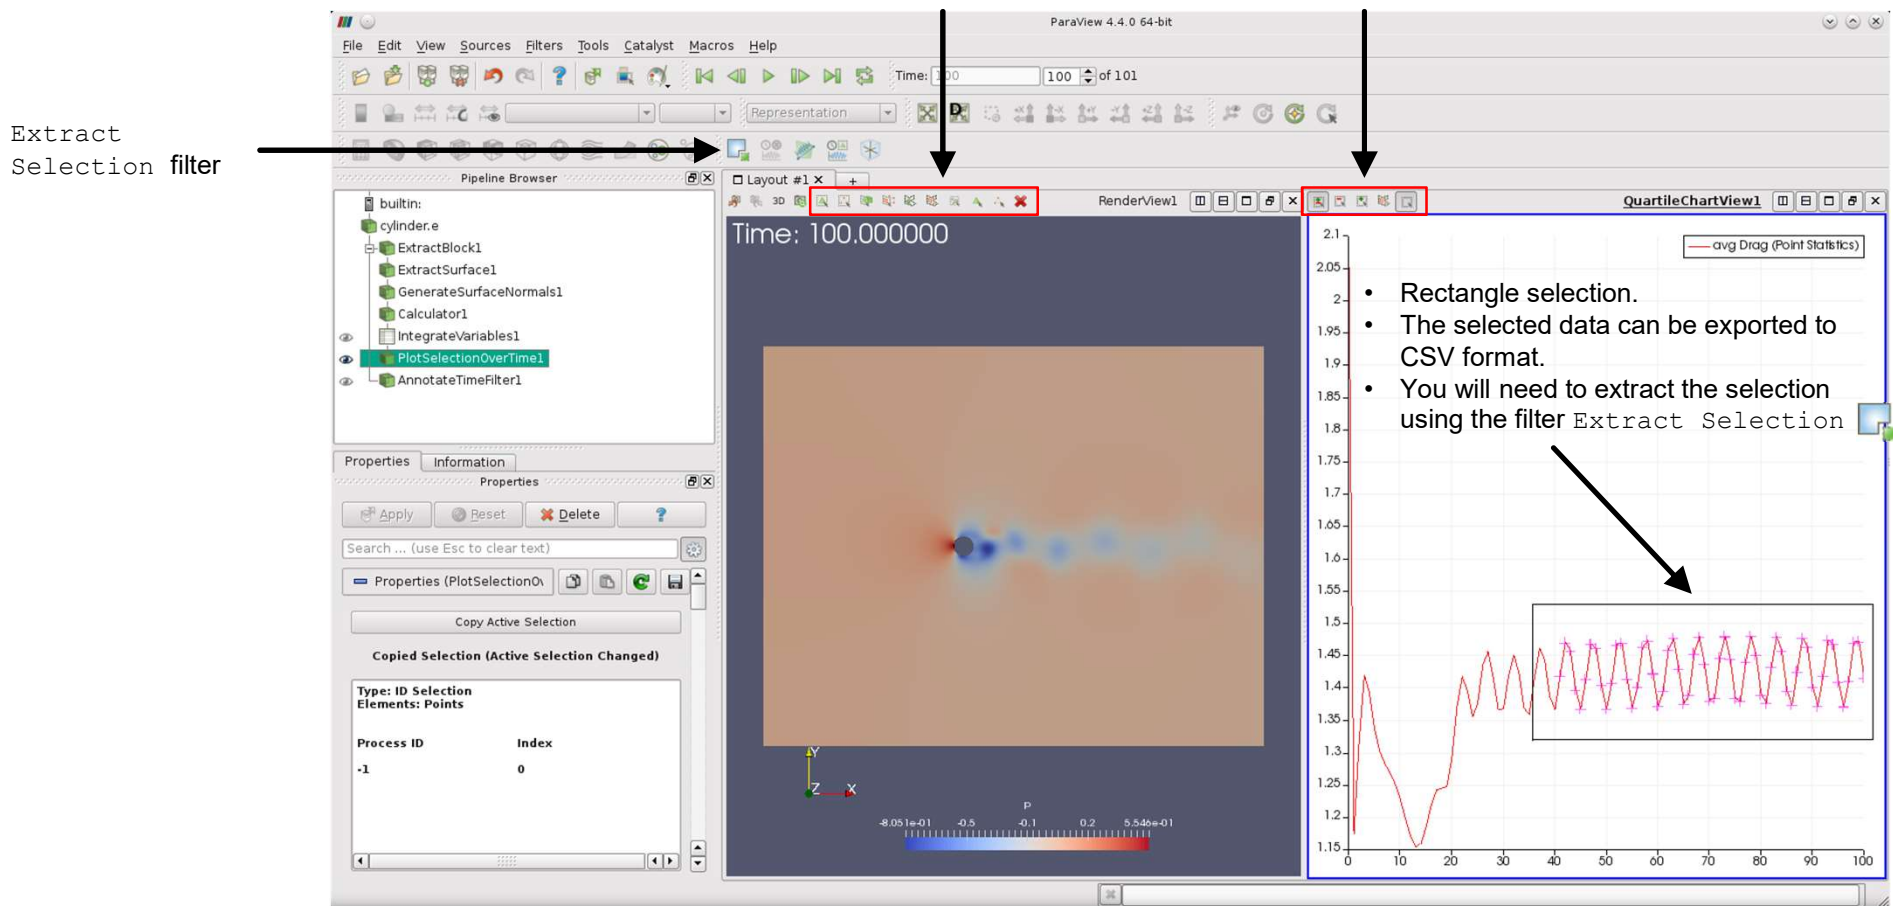 ParaView 4.4.0 64-bit
File Edit View Sources Filters Tools Catalyst Macros Help
Time: 100 100 of 101
Representation
D
Extract
Selection filter
Pipeline Browser
builtin:
cylinder.e
ExtractBlock1
ExtractSurface1
GenerateSurfaceNormals1
Calculator1
IntegrateVariables1
PlotSelectionOverTime1
AnnotateTimeFilter1
Properties Information
Properties
Apply Reset Delete ?
Search ... (use Esc to clear text)
Properties (PlotSelectionO
Copy Active Selection
Copied Selection (Active Selection Changed)
Type: ID Selection
Elements: Points
Process ID Index
-1 0
Layout #1 +
3D RenderView1
Time: 100.000000
Y
Z X
P
-8.051e-01 -0.5 -0.1 0.2 5.546e-01
QuartileChartView1
avg Drag (Point Statistics)
• Rectangle selection.
• The selected data can be exported to
CSV format.
• You will need to extract the selection
using the filter Extract Selection
2.1
2.05
2
1.95
1.9
1.85
1.8
1.75
1.7
1.65
1.6
1.55
1.5
1.45
1.4
1.35
1.3
1.25
1.2
1.15
0 10 20 30 40 50 60 70 80 90 100